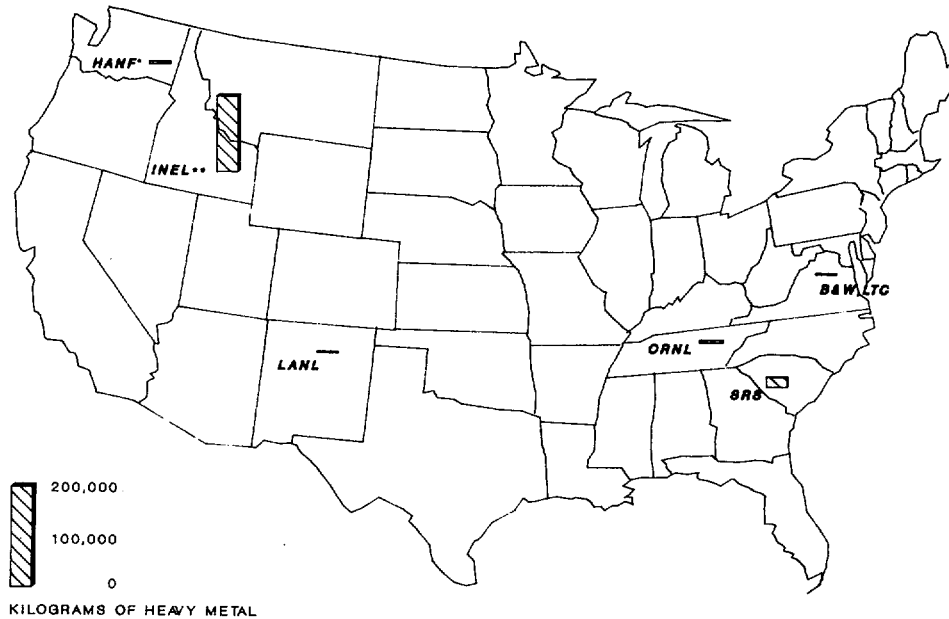 HANF*
INEL**
B&W LTC
ORNL
LANL
SRS
200,000
100,000
0
KILOGRAMS OF HEAVY METAL